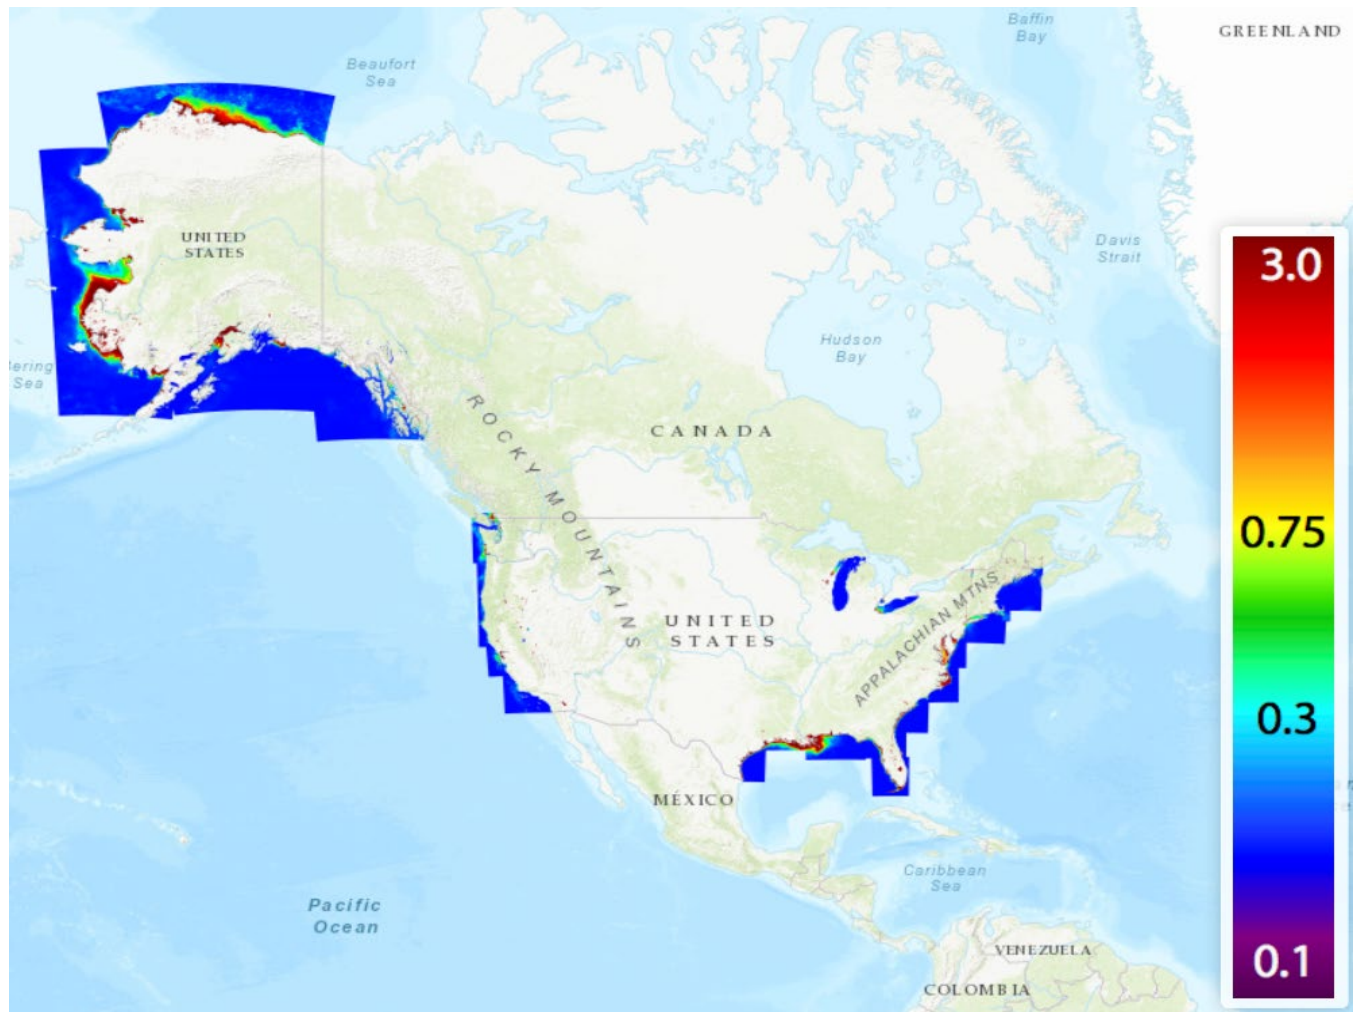 Baffin
Bay
GREENLAND
Beaufort
Sea
UNITED
STATES
Davis
Strait
3.0
Hudson
Bay
ering
Sea
ROCKY MOUNTAINS
CANADA
0.75
UNITED
STATES
APPALACHIAN MTNS
0.3
MÉXICO
Caribbean
Sea
Pacific
Ocean
VENEZUELA
0.1
COLOMBIA